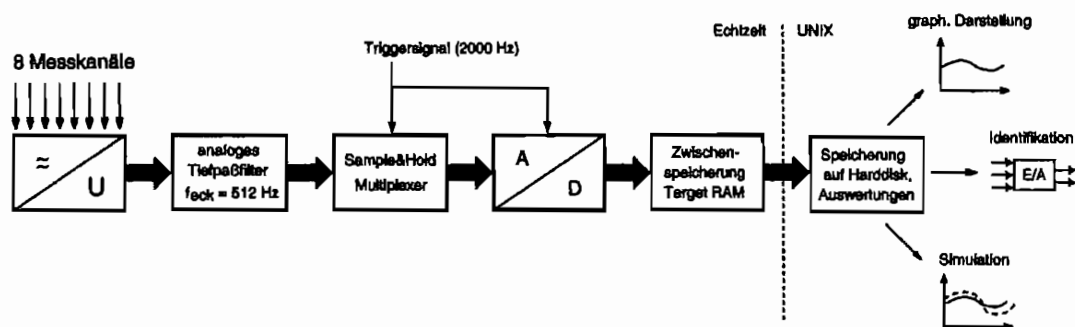 graph. Darstellung
Echtzeit UNIX
Triggersignal (2000 Hz)
8 Messkanäle
≈
U
analoges
Tiefpaßfilter
feck = 512 Hz
Sample&Hold
Multiplexer
A
D
Zwischen-
speicherung
Terget RAM
Speicherung
auf Harddisk,
Auswertungen
Identifikation
E/A
Simulation